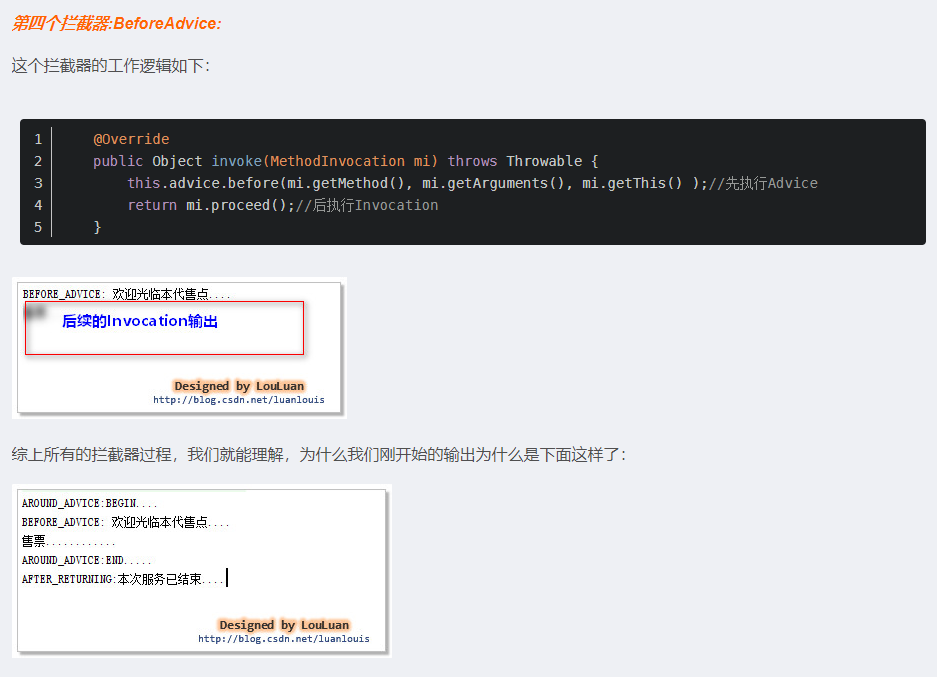 第四个拦截器:BeforeAdvice:
这个拦截器的工作逻辑如下：
1 @Override
2 public Object invoke(MethodInvocation mi) throws Throwable {
3 this.advice.before(mi.getMethod(), mi.getArguments(), mi.getThis() );//先执行Advice
4 return mi.proceed();//后执行Invocation
5 }
BEFORE_ADVICE: 欢迎光临本代售点....
后续的Invocation输出
Designed by LouLuan
http://blog.csdn.net/luanlouis
综上所有的拦截器过程，我们就能理解，为什么我们刚开始的输出为什么是下面这样了：
AROUND_ADVICE:BEGIN....
BEFORE_ADVICE: 欢迎光临本代售点....
售票............
AROUND_ADVICE:END.....
AFTER_RETURNING:本次服务已结束....
Designed by LouLuan
http://blog.csdn.net/luanlouis